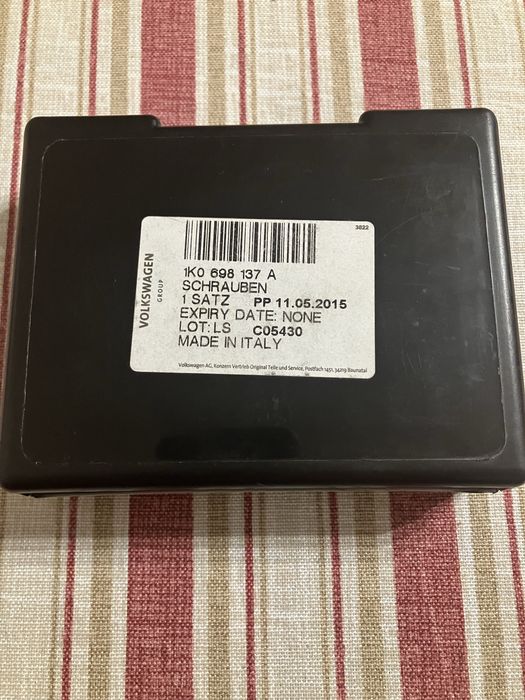 3822
VOLKSWAGEN
GROUP
1K0 698 137 A
SCHRAUBEN
1 SATZ PP 11.05.2015
EXPIRY DATE: NONE
LOT: LS C05430
MADE IN ITALY
Volkswagen AG, Konzern Vertrieb Original Teile und Service, Postfach 1451, 34219 Baunatal